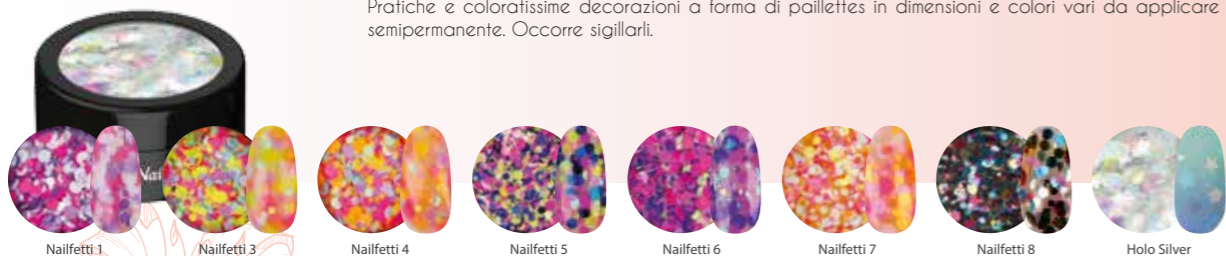 Pratiche e coloratissime decorazioni a forma di paillettes in dimensioni e colori vari da applicare
semipermanente. Occorre sigillarli.
Nailfetti 1
Nailfetti 3
Nailfetti 4
Nailfetti 5
Nailfetti 6
Nailfetti 7
Nailfetti 8
Holo Silver